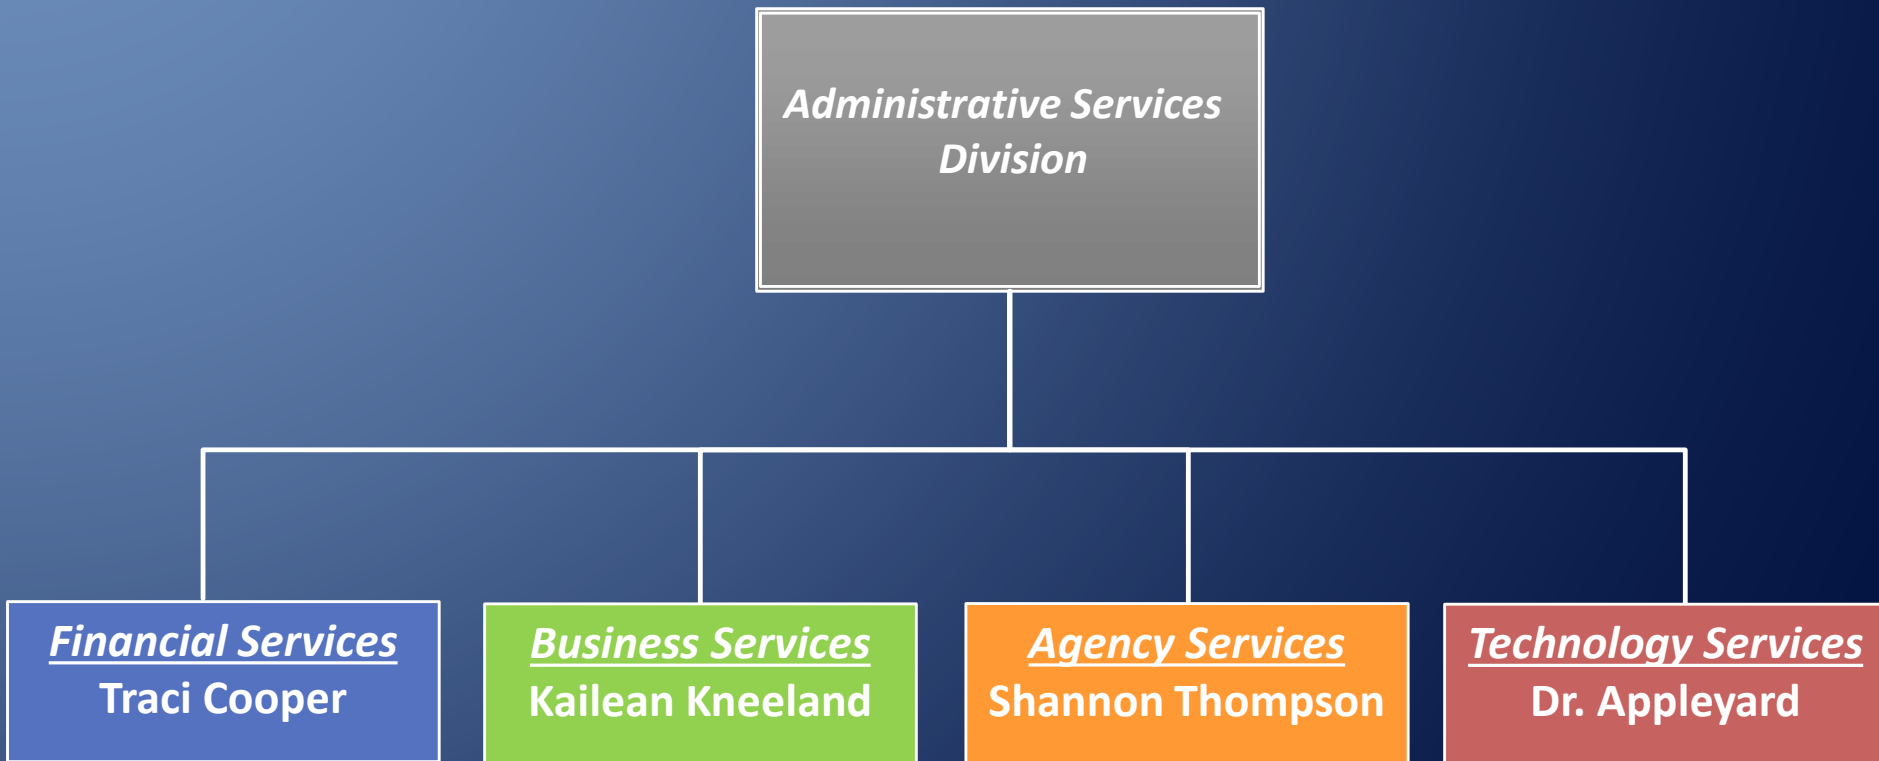 Administrative Services
Division
Financial Services
Traci Cooper
Business Services
Kailean Kneeland
Agency Services
Shannon Thompson
Technology Services
Dr. Appleyard